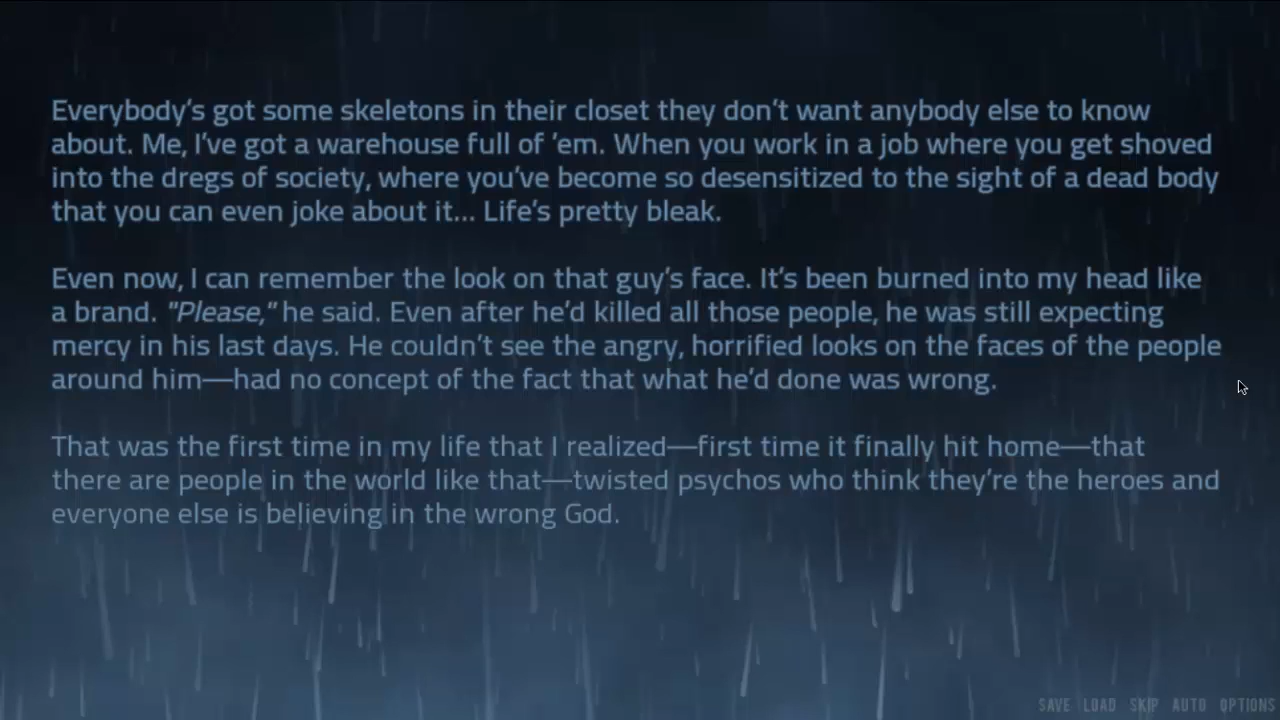 Everybody's got some skeletons in their closet they don't want anybody else to know
about. Me, I've got a warehouse full of 'em. When you work in a job where you get shoved
into the dregs of society, where you've become so desensitized to the sight of a dead body
that you can even joke about it... Life's pretty bleak.
Even now, I can remember the look on that guy's face. It's been burned into my head like
a brand. "Please," he said. Even after he'd killed all those people, he was still expecting
mercy in his last days. He couldn't see the angry, horrified looks on the faces of the people
around him—had no concept of the fact that what he'd done was wrong.
That was the first time in my life that I realized—first time it finally hit home—that
there are people in the world like that—twisted psychos who think they're the heroes and
everyone else is believing in the wrong God.
SAVE LOAD SKIP AUTO OPTIONS